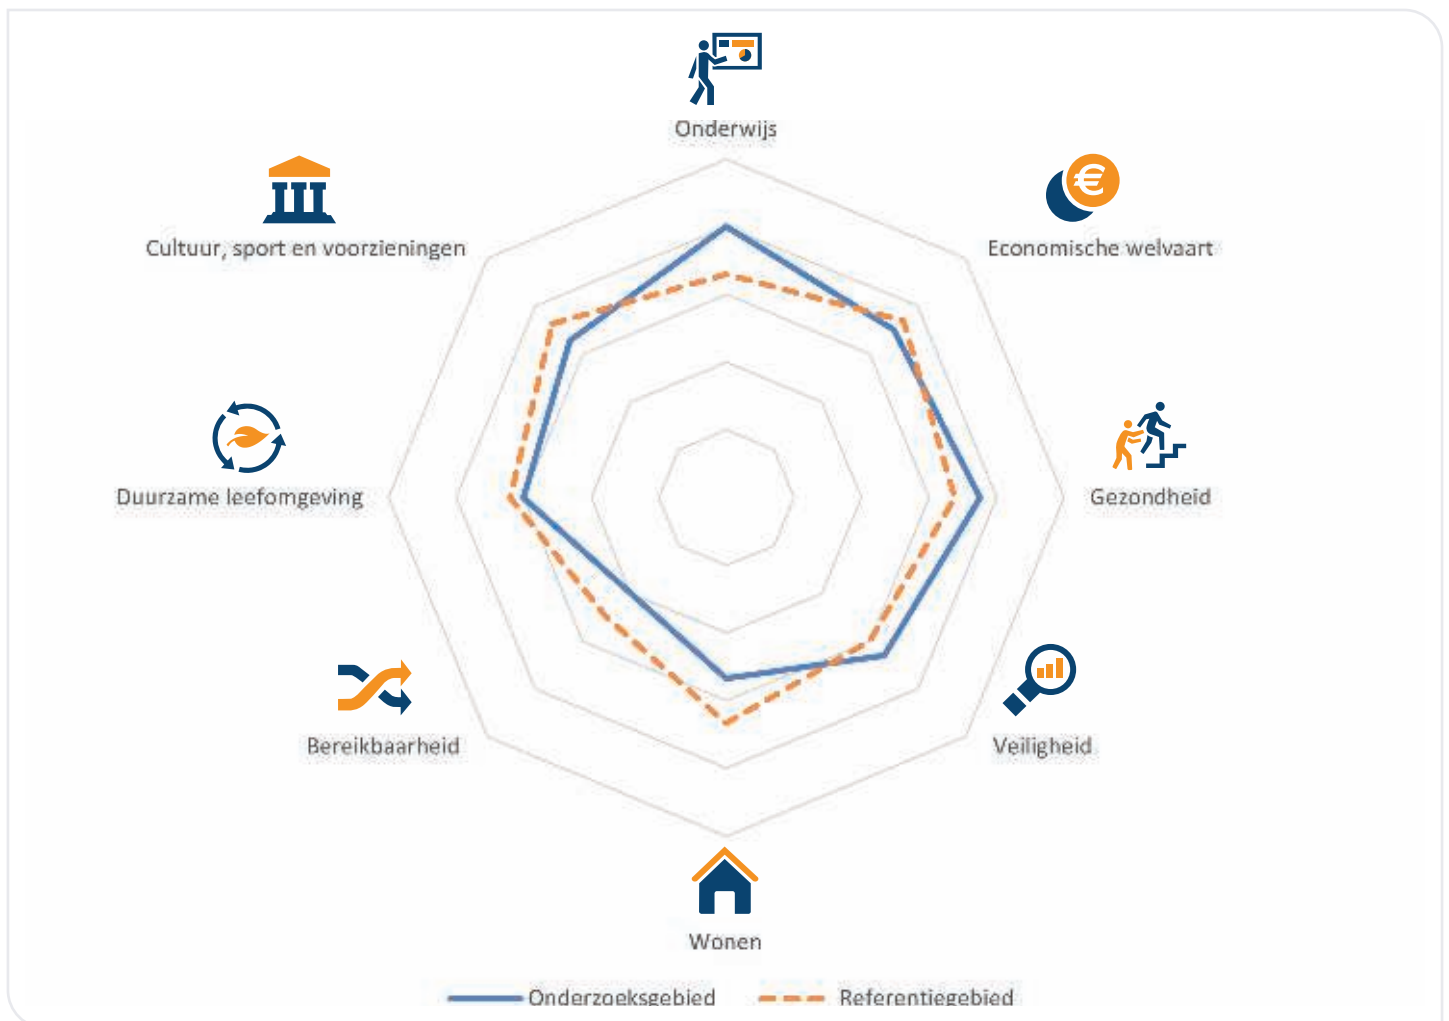 Onderwijs
Cultuur, sport en voorzieningen
Economische welvaart
Duurzame leefomgeving
Gezondheid
Bereikbaarheid
Veiligheid
Wonen
Onderzoeksgebied
Referentiegebied